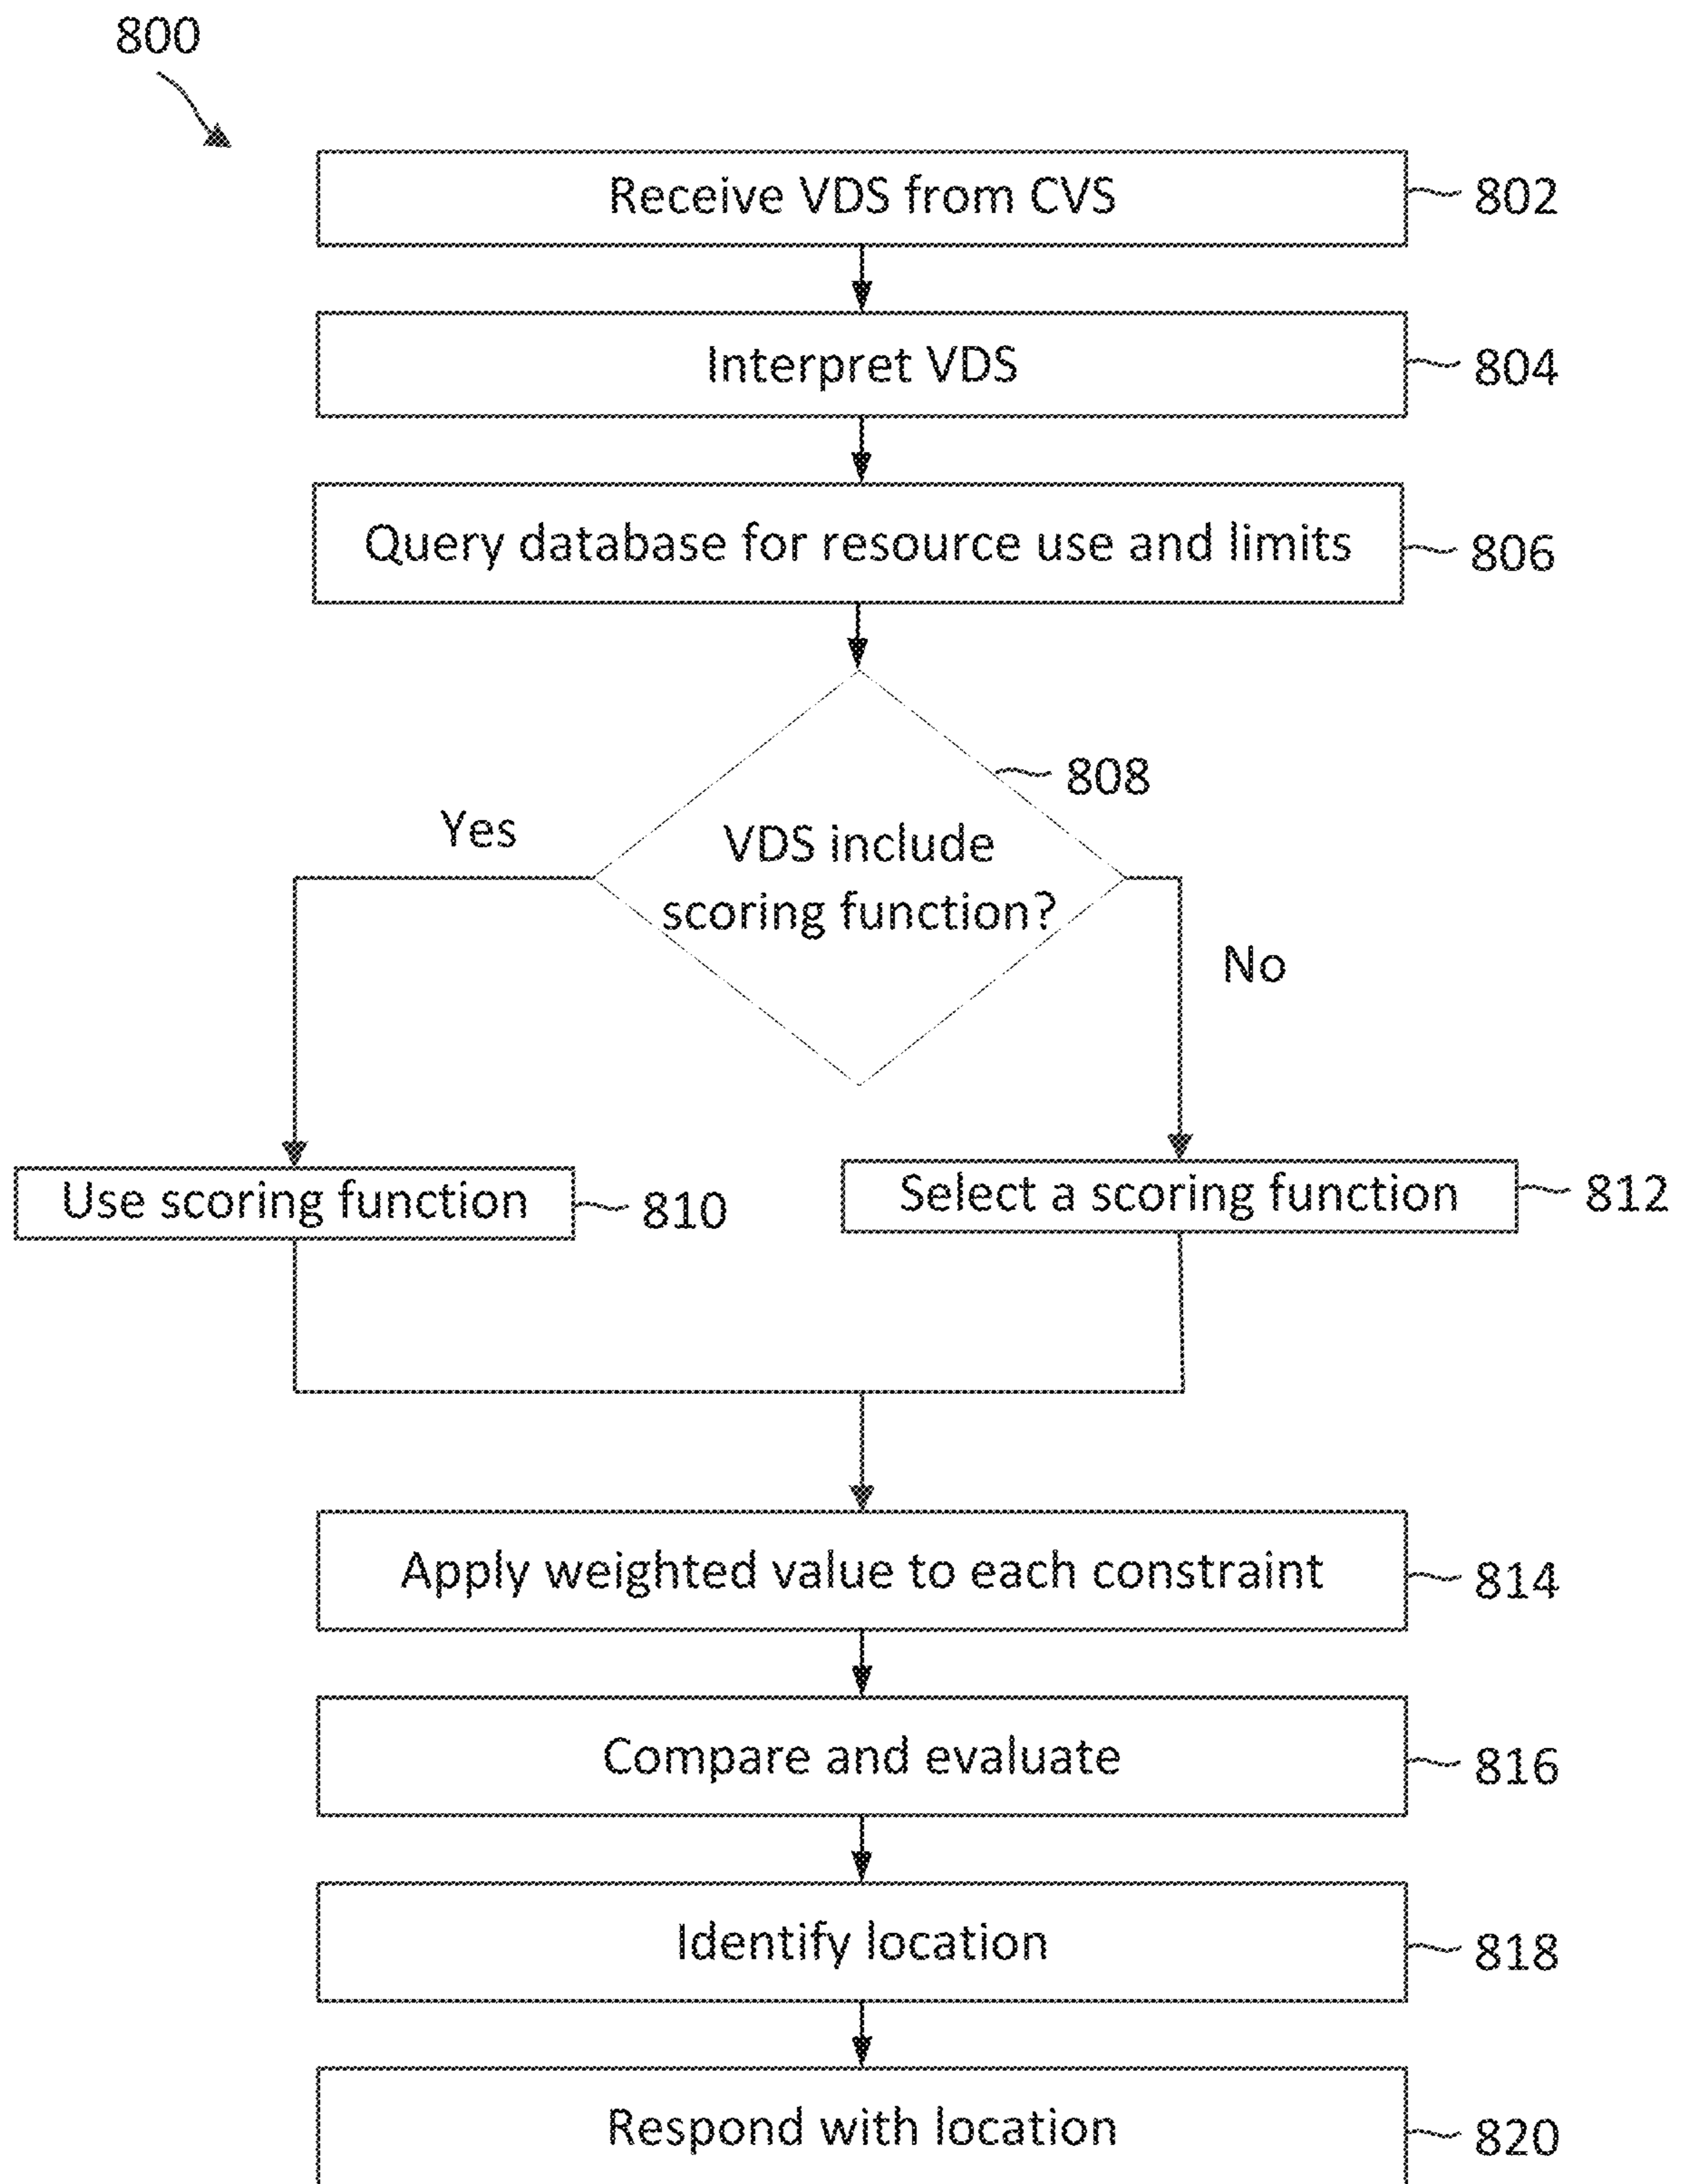 800
Receive VDS from CVS
802
Interpret VDS
804
Query database for resource use and limits
806
808
Yes
VDS include
scoring function?
No
Use scoring function
810
Select a scoring function
812
Apply weighted value to each constraint
814
Compare and evaluate
816
Identify location
818
Respond with location
820